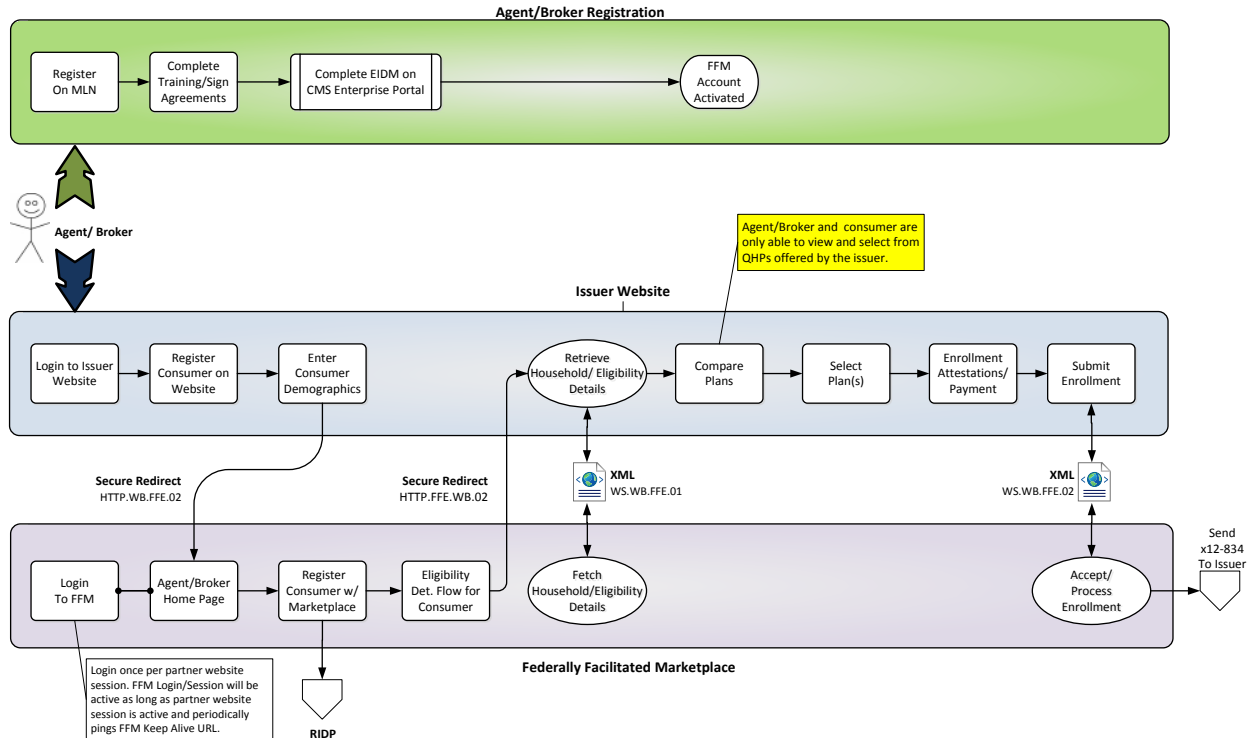 Agent/Broker Registration
Register
On MLN
Complete
Training/Sign
Agreements
Complete EIDM on
CMS Enterprise Portal
FFM
Account
Activated
Agent/ Broker
Agent/Broker and consumer are
only able to view and select from
QHPs offered by the issuer.
Issuer Website
Login to Issuer
Website
Register
Consumer on
Website
Enter
Consumer
Demographics
Retrieve
Household/ Eligibility
Details
Compare
Plans
Select
Plan(s)
Enrollment
Attestations/
Payment
Submit
Enrollment
Secure Redirect
HTTP.WB.FFE.02
Secure Redirect
HTTP.FFE.WB.02
XML
WS.WB.FFE.01
XML
WS.WB.FFE.02
Login
To FFM
Agent/Broker
Home Page
Register
Consumer w/
Marketplace
Eligibility
Det. Flow for
Consumer
Fetch
Household/Eligibility
Details
Accept/
Process
Enrollment
Send
x12-834
To Issuer
Federally Facilitated Marketplace
Login once per partner website
session. FFM Login/Session will be
active as long as partner website
session is active and periodically
pings FFM Keep Alive URL.
RIDP